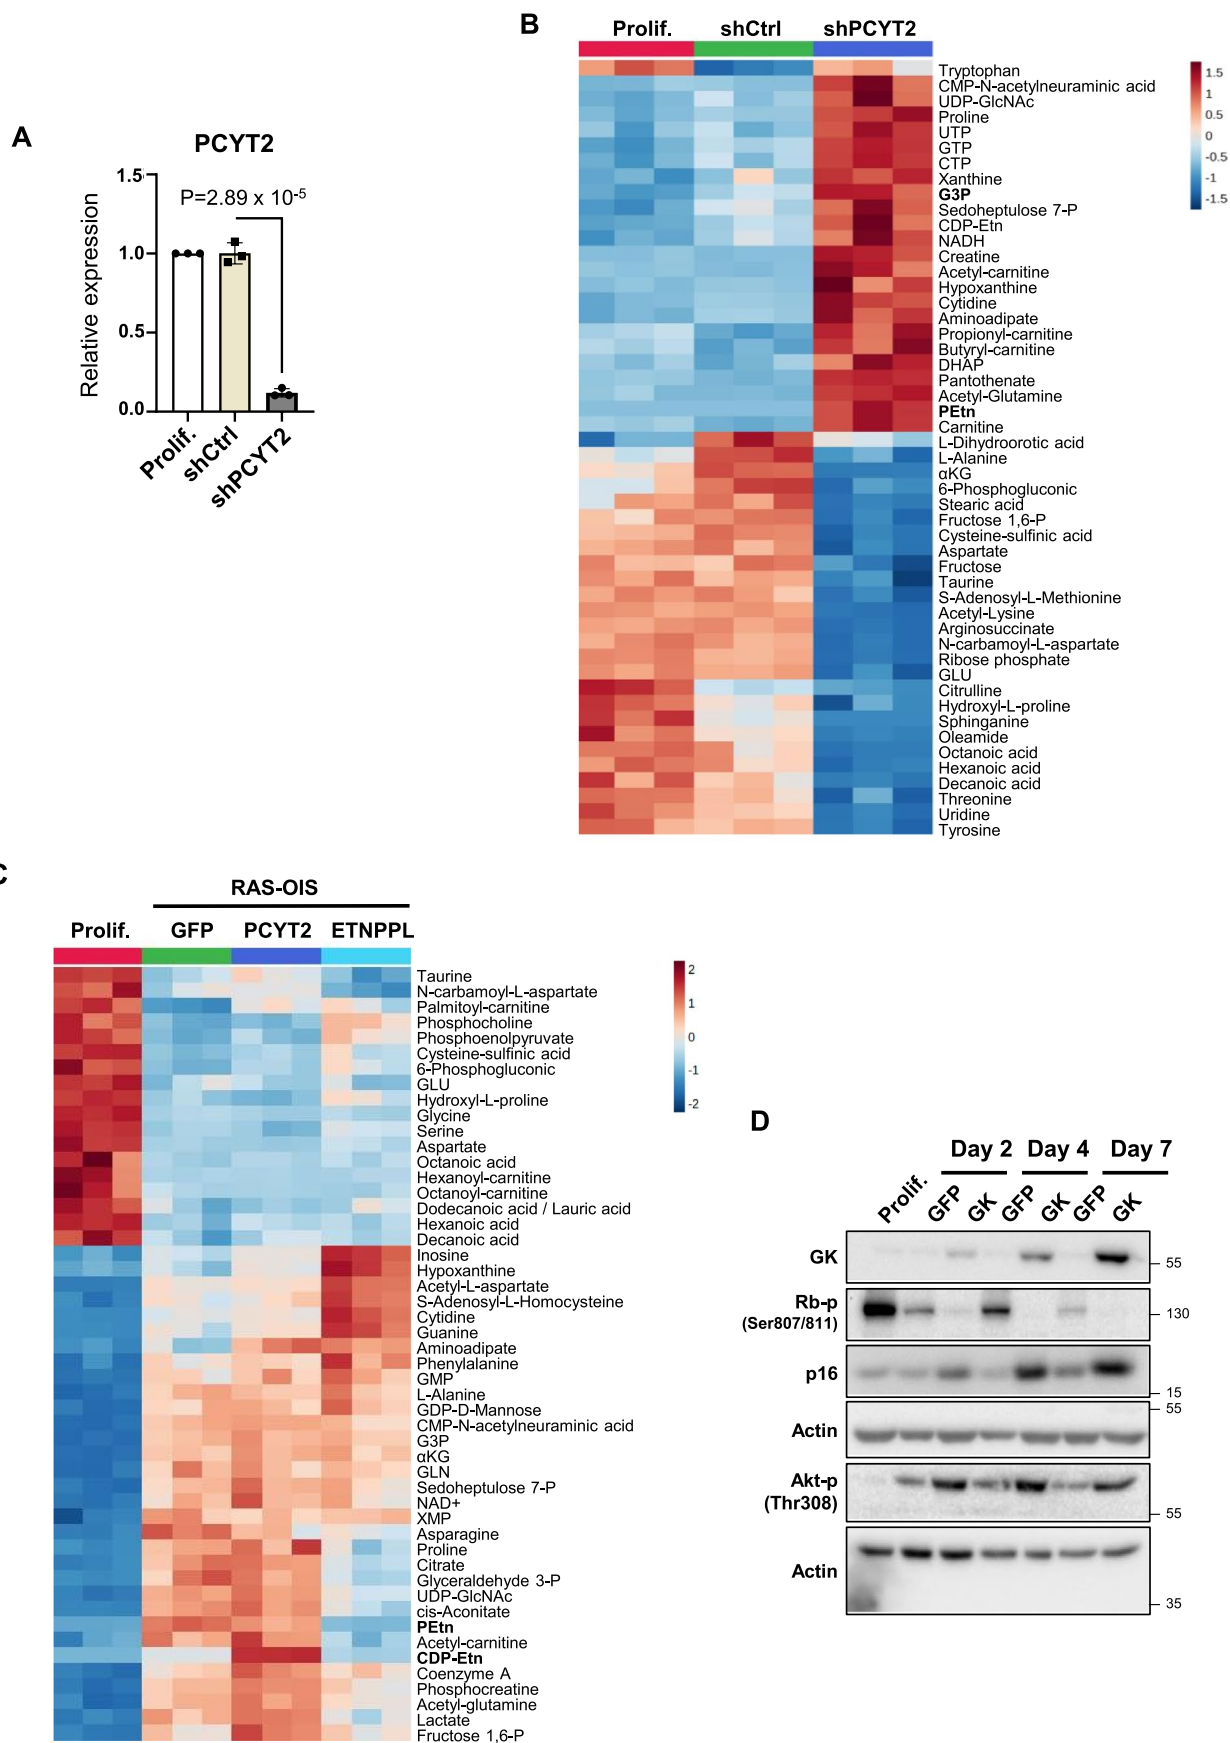 B
Prolif. shCtrl shPCYT2
Tryptophan
CMP-N-acetylneuraminic acid
UDP-GlcNAc
Proline
UTP
GTP
CTP
Xanthine
G3P
Sedoheptulose 7-P
CDP-Etn
NADH
Creatine
Acetyl-carnitine
Hypoxanthine
Cytidine
Aminoadipate
Propionyl-carnitine
Butyryl-carnitine
DHAP
Pantothenate
Acetyl-Glutamine
PEtn
Carnitine
L-Dihydroorotic acid
L-Alanine
αKG
6-Phosphogluconic
Stearic acid
Fructose 1,6-P
Cysteine-sulfinic acid
Aspartate
Fructose
Taurine
S-Adenosyl-L-Methionine
Acetyl-Lysine
Arginosuccinate
N-carbamoyl-L-aspartate
Ribose phosphate
GLU
Citrulline
Hydroxyl-L-proline
Sphinganine
Oleamide
Octanoic acid
Hexanoic acid
Decanoic acid
Threonine
Uridine
Tyrosine
1.5
1
0.5
0
-0.5
-1
-1.5
A
PCYT2
P=2.89 x 10-5
Relative expression
1.5
1.0
0.5
0.0
Prolif.
shCtrl
shPCYT2
C
RAS-OIS
Prolif. GFP PCYT2 ETNPPL
Taurine
N-carbamoyl-L-aspartate
Palmitoyl-carnitine
Phosphocholine
Phosphoenolpyruvate
Cysteine-sulfinic acid
6-Phosphogluconic
GLU
Hydroxyl-L-proline
Glycine
Serine
Aspartate
Octanoic acid
Hexanoyl-carnitine
Octanoyl-carnitine
Dodecanoic acid / Lauric acid
Hexanoic acid
Decanoic acid
Inosine
Hypoxanthine
Acetyl-L-aspartate
S-Adenosyl-L-Homocysteine
Cytidine
Guanine
Aminoadipate
Phenylalanine
GMP
L-Alanine
GDP-D-Mannose
CMP-N-acetylneuraminic acid
G3P
αKG
GLN
Sedoheptulose 7-P
NAD+
XMP
Asparagine
Proline
Citrate
Glyceraldehyde 3-P
UDP-GlcNAc
cis-Aconitate
PEtn
Acetyl-carnitine
CDP-Etn
Coenzyme A
Phosphocreatine
Acetyl-glutamine
Lactate
Fructose 1,6-P
2
1
0
-1
-2
D
Day 2 Day 4 Day 7
Prolif. GFP GK GFP GK GFP GK
GK
55
Rb-p
(Ser807/811)
130
p16
15
55
Actin
Akt-p
(Thr308)
55
Actin
35